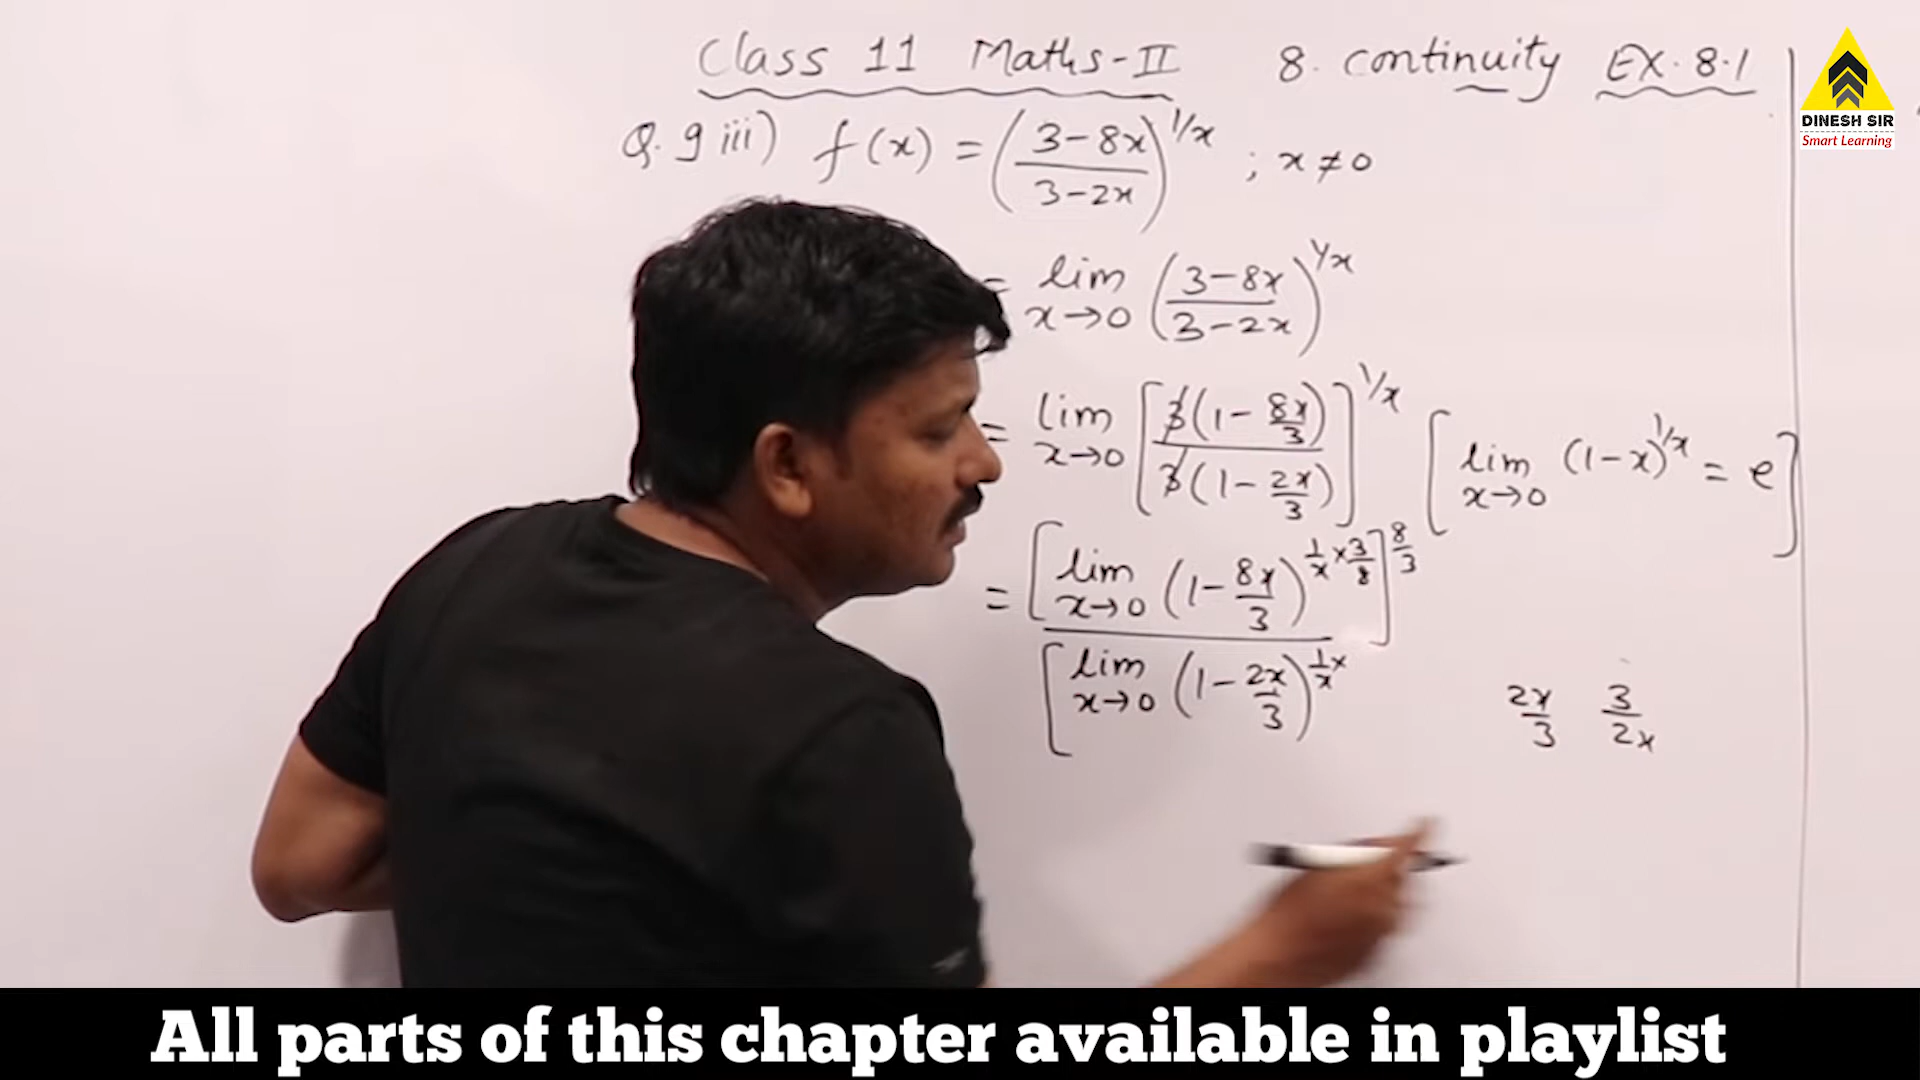 Class 11 Maths-II 8. continuity EX. 8.1
DINESH SIR
Smart Learning
Q. 9 iii) f(x) = ((3-8x)/(3-2x))^(1/x) ; x ≠ 0
= lim x→0 ((3-8x)/(3-2x))^(1/x)
= lim x→0 [3(1-8x/3)/3(1-2x/3)]^(1/x) [lim x→0 (1-x)^(1/x) = e]
= [lim x→0 (1-8x/3)^(1/x × 3/8)]^(8/3)
[lim x→0 (1-2x/3)^(1/x ×
2x/3 3/2x
All parts of this chapter available in playlist